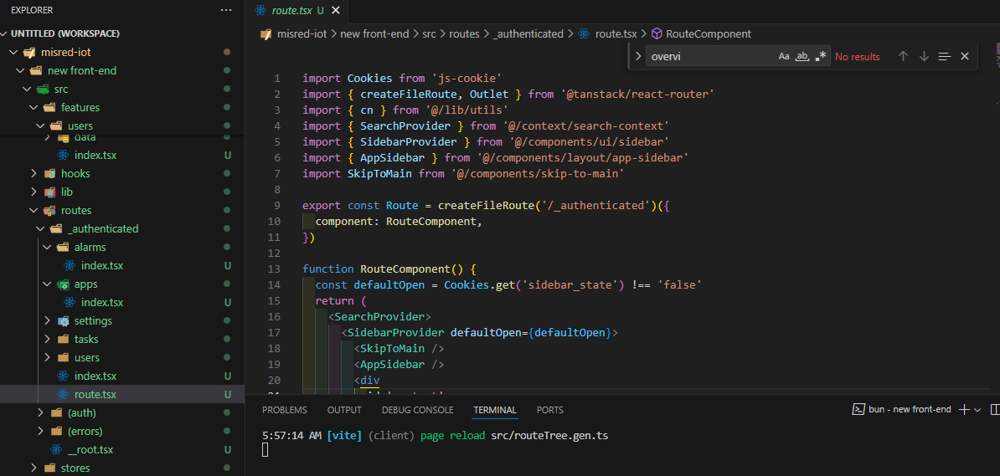 EXPLORER
···
route.tsx U
UNTITLED (WORKSPACE)
misred-iot
new front-end
src
features
users
data
index.tsx U
hooks
lib
routes
_authenticated
alarms
index.tsx U
apps
index.tsx U
settings
tasks
users
index.tsx U
route.tsx U
(auth)
(errors)
__root.tsx U
stores
misred-iot > new front-end > src > routes > _authenticated > route.tsx > RouteComponent
overvi Aa ab .* No results
1 import Cookies from 'js-cookie'
2 import { createFileRoute, Outlet } from '@tanstack/react-router'
3 import { cn } from '@/lib/utils'
4 import { SearchProvider } from '@/context/search-context'
5 import { SidebarProvider } from '@/components/ui/sidebar'
6 import { AppSidebar } from '@/components/layout/app-sidebar'
7 import SkipToMain from '@/components/skip-to-main'
8
9 export const Route = createFileRoute('/_authenticated')({
10 component: RouteComponent,
11 })
12
13 function RouteComponent() {
14 const defaultOpen = Cookies.get('sidebar_state') !== 'false'
15 return (
16 <SearchProvider>
17 <SidebarProvider defaultOpen={defaultOpen}>
18 <SkipToMain />
19 <AppSidebar />
20 <div
PROBLEMS OUTPUT DEBUG CONSOLE TERMINAL PORTS
bun - new front-end
5:57:14 AM [vite] (client) page reload src/routeTree.gen.ts